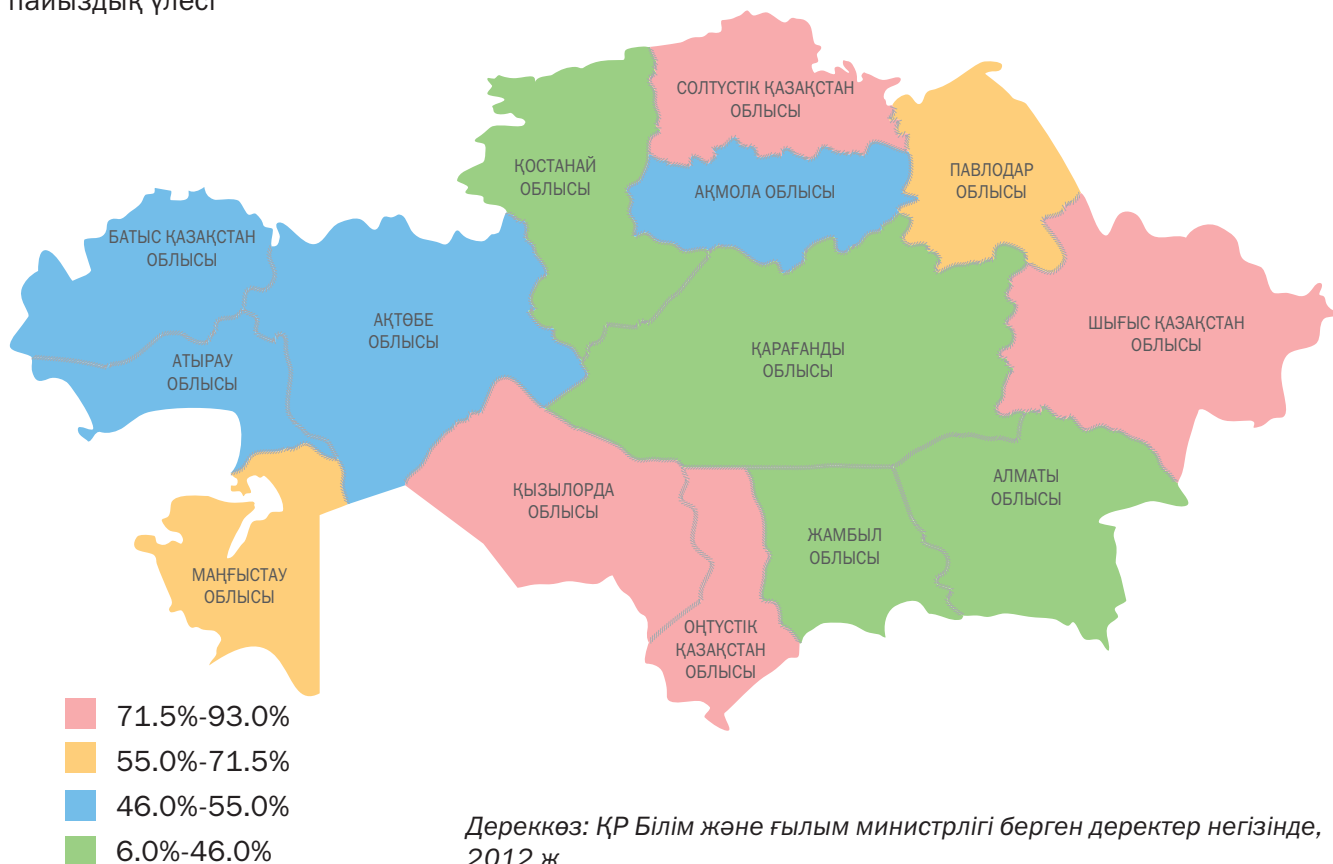 пайыздық үлесі
СОЛТҮСТІК ҚАЗАҚСТАН
ОБЛЫСЫ
ҚОСТАНАЙ
ОБЛЫСЫ
АҚМОЛА ОБЛЫСЫ
ПАВЛОДАР
ОБЛЫСЫ
БАТЫС ҚАЗАҚСТАН
ОБЛЫСЫ
АҚТӨБЕ
ОБЛЫСЫ
ШЫҒЫС ҚАЗАҚСТАН
ОБЛЫСЫ
АТЫРАУ
ОБЛЫСЫ
ҚАРАҒАНДЫ
ОБЛЫСЫ
АЛМАТЫ
ОБЛЫСЫ
ҚЫЗЫЛОРДА
ОБЛЫСЫ
ЖАМБЫЛ
ОБЛЫСЫ
МАҢҒЫСТАУ
ОБЛЫСЫ
ОҢТҮСТІК
ҚАЗАҚСТАН
ОБЛЫСЫ
71.5%-93.0%
55.0%-71.5%
46.0%-55.0%
6.0%-46.0%
Дереккөз: ҚР Білім және ғылым министрлігі берген деректер негізінде,
2012 ж